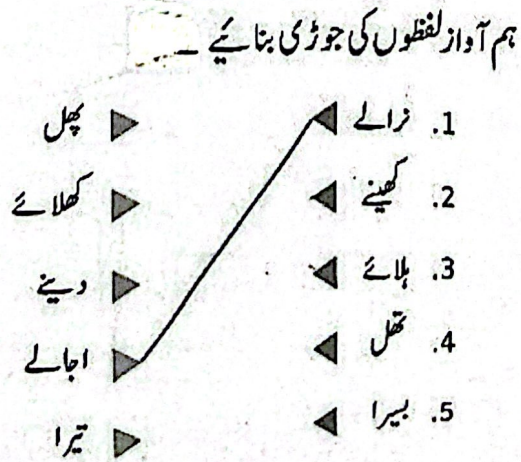 ہم آواز لفظوں کی جوڑی بنائیے ـ
1. نرالے پھل
2. کھینے کھلائے
3. ہلائے دینے
4. تھل اجالے
5. بسیرا تیرا